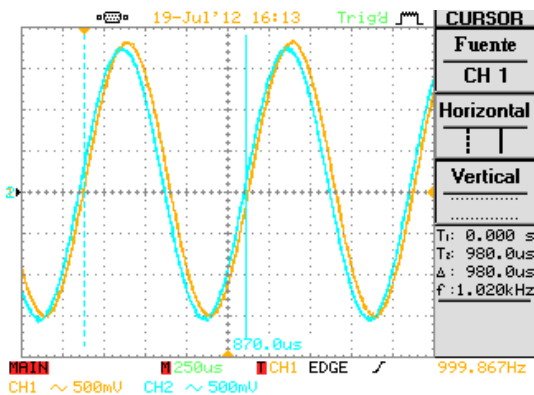 19-Jul'12 16:13 Trig'd CURSOR
Fuente
CH 1
Horizontal
Vertical
2
T₁: 0.000 s
T₂: 980.0us
Δ : 980.0us
f :1.020kHz
870.0us
MAIN M 250us T CH1 EDGE 999.867Hz
CH1 ~ 500mV CH2 ~ 500mV